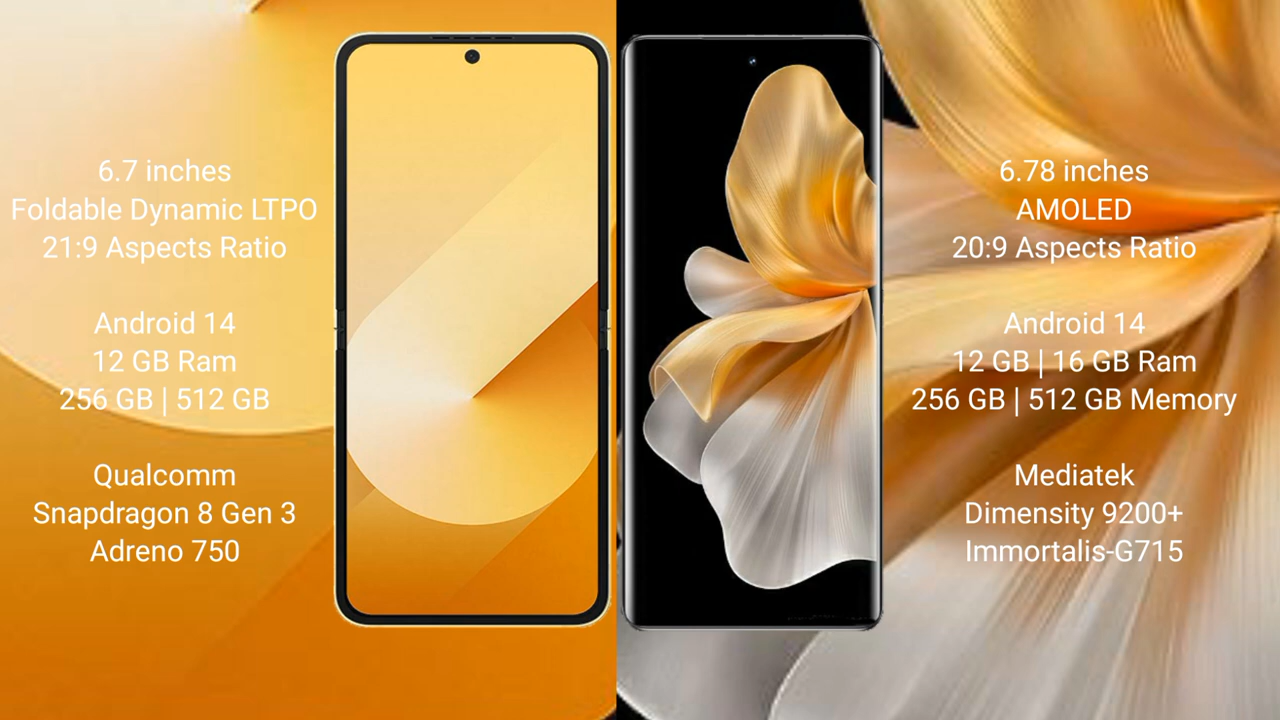 6.7 inches
Foldable Dynamic LTPO
21:9 Aspects Ratio
Android 14
12 GB Ram
256 GB | 512 GB
Qualcomm
Snapdragon 8 Gen 3
Adreno 750
6.78 inches
AMOLED
20:9 Aspects Ratio
Android 14
12 GB | 16 GB Ram
256 GB | 512 GB Memory
Mediatek
Dimensity 9200+
Immortalis-G715